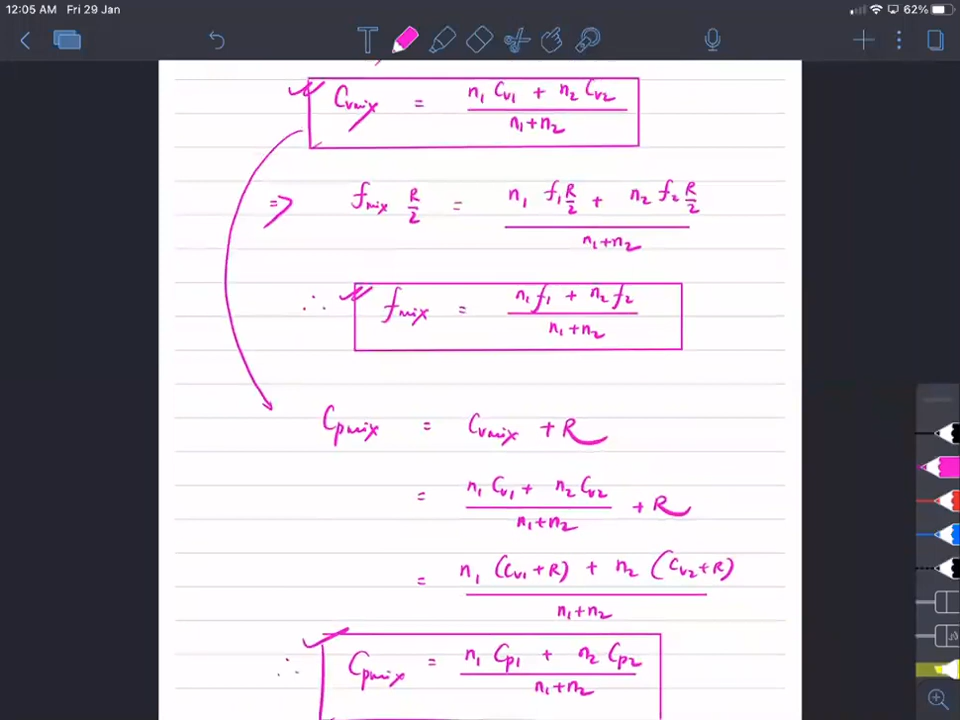 12:05 AM Fri 29 Jan 62%
T
Cvmix = (n1 Cv1 + n2 Cv2) / (n1+n2)
=> fmix R/2 = (n1 f1 R/2 + n2 f2 R/2) / (n1+n2)
∴ fmix = (n1 f1 + n2 f2) / (n1+n2)
Cpmix = Cvmix + R
= (n1 Cv1 + n2 Cv2) / (n1+n2) + R
= (n1 (Cv1+R) + n2 (Cv2+R)) / (n1+n2)
∴ Cpmix = (n1 Cp1 + n2 Cp2) / (n1+n2)